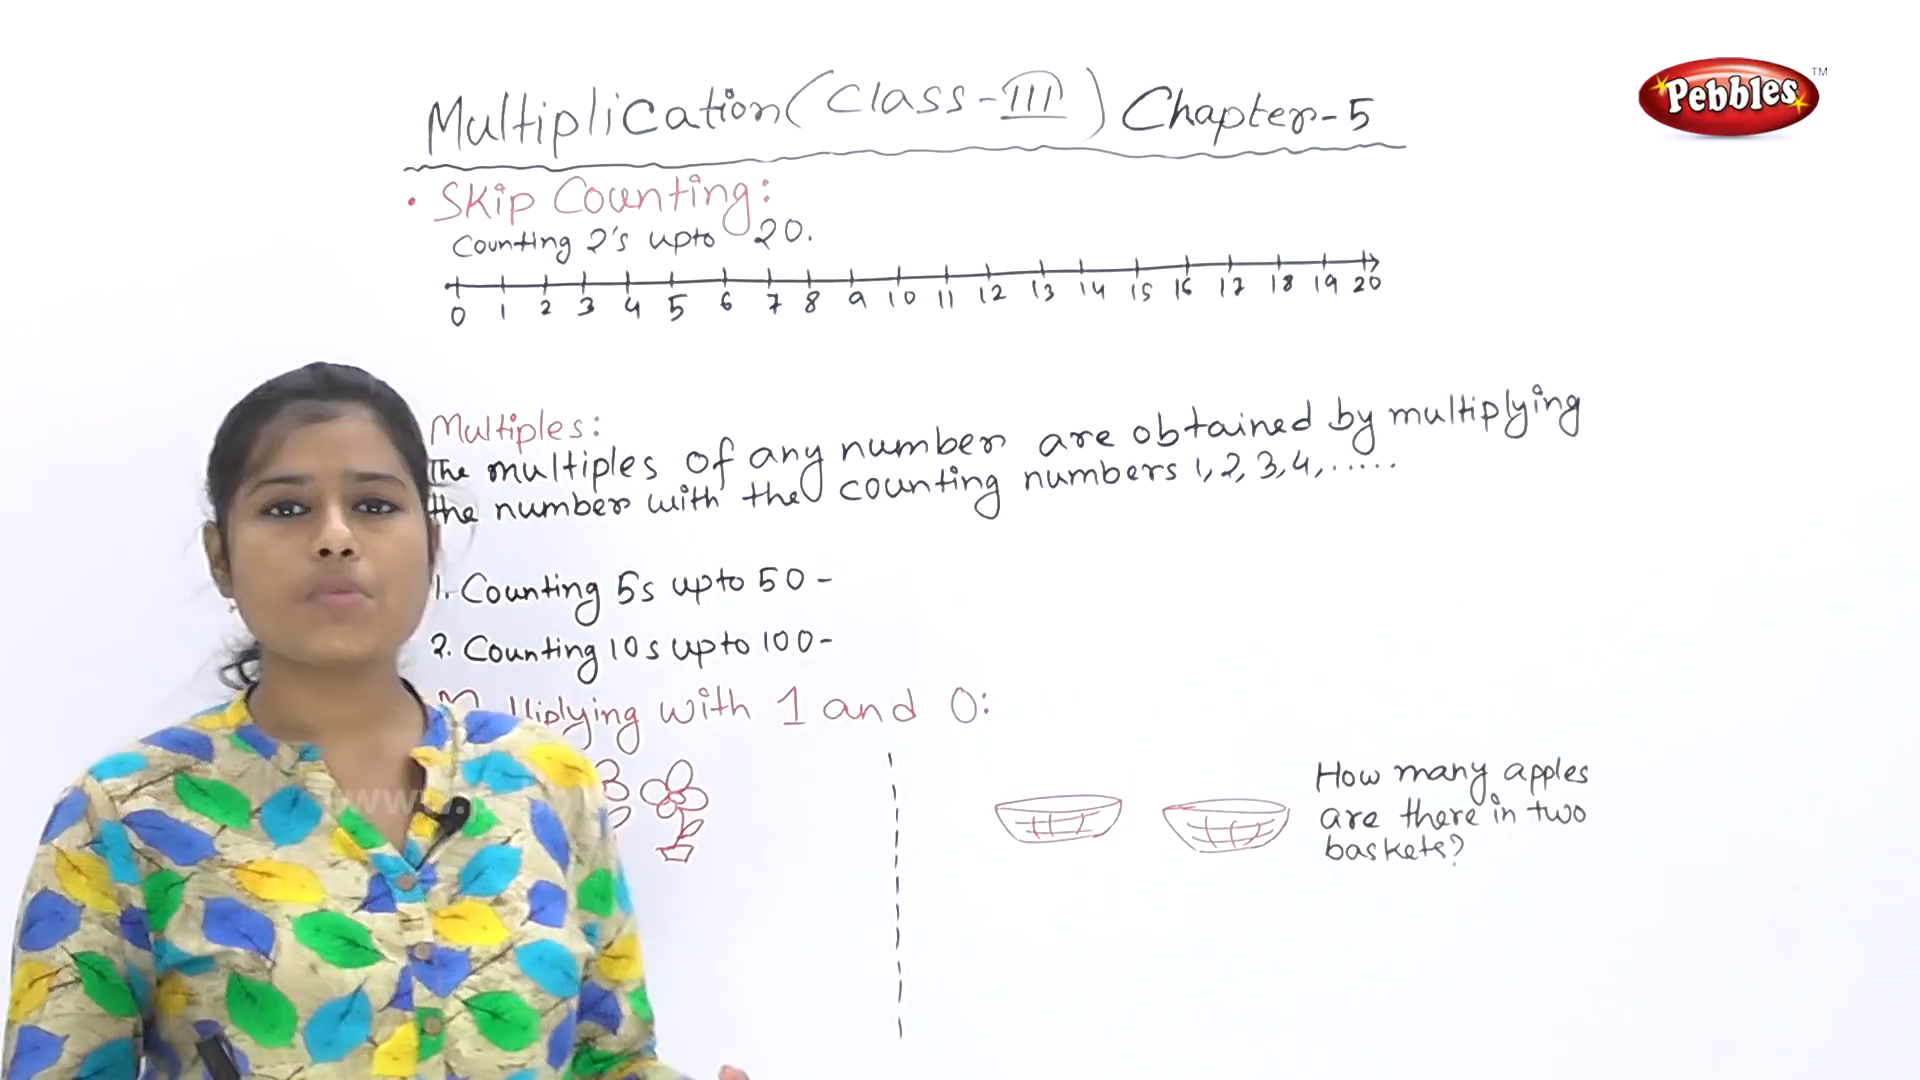 Multiplication (Class-III) Chapter-5
Pebbles TM
• Skip Counting:
Counting 2's upto 20.
0 1 2 3 4 5 6 7 8 9 10 11 12 13 14 15 16 17 18 19 20
Multiples:
The multiples of any number are obtained by multiplying
the number with the counting numbers 1, 2, 3, 4, .....
1. Counting 5s upto 50 -
2. Counting 10s upto 100 -
with 1 and 0:
How many apples
are there in two
baskets?